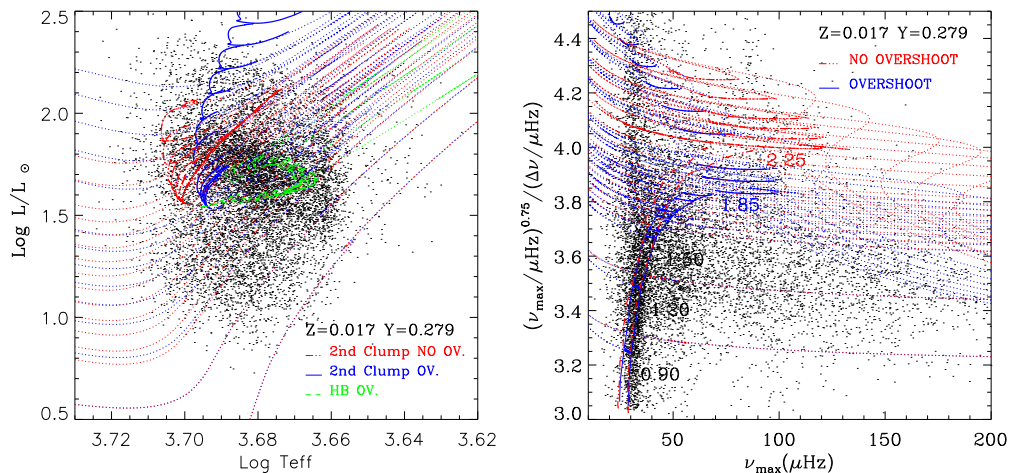 2.5
2.0
1.5
1.0
0.5
Log L/L ⊙
3.72 3.70 3.68 3.66 3.64 3.62
Log Teff
Z=0.017 Y=0.279
2nd Clump NO OV.
2nd Clump OV.
HB OV.
4.4
4.2
4.0
3.8
3.6
3.4
3.2
3.0
(νmax/μHz)^0.75/(Δν/μHz)
50 100 150 200
νmax(μHz)
Z=0.017 Y=0.279
NO OVERSHOOT
OVERSHOOT
2.25
1.85
1.50
1.20
0.90